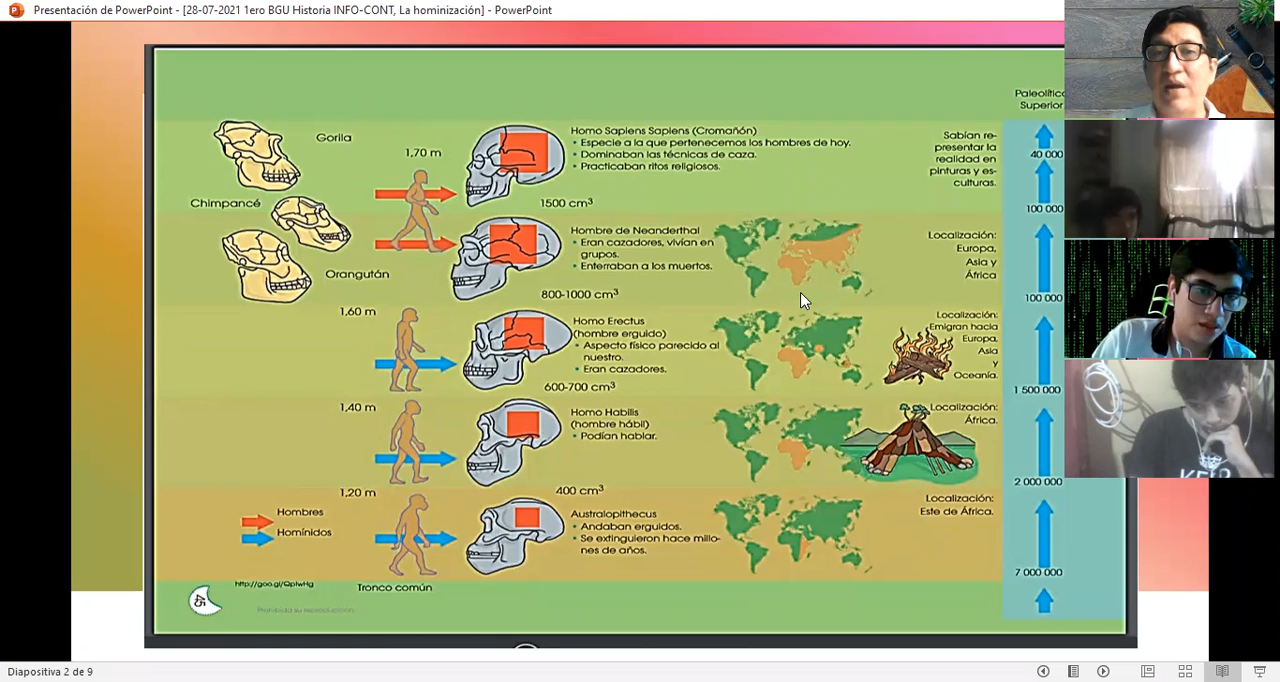 Presentación de PowerPoint - [28-07-2021 1ero BGU Historia INFO-CONT, La hominización] - PowerPoint
Paleolítico
Superior
Gorila
1,70 m
Homo Sapiens Sapiens (Cromañón)
• Especie a la que pertenecemos los hombres de hoy.
• Dominaban las técnicas de caza.
• Practicaban ritos religiosos.
Sabían re-
presentar la
realidad en
pinturas y es-
culturas.
40 000
Chimpancé
1500 cm³
100 000
Orangután
Hombre de Neanderthal
• Eran cazadores, vivían en
grupos.
• Enterraban a los muertos.
Localización:
Europa,
Asia y
África
800-1000 cm³
100 000
1,60 m
Homo Erectus
(hombre erguido)
• Aspecto físico parecido al
nuestro.
• Eran cazadores.
Localización:
Emigran hacia
Europa,
Asia
y
Oceanía.
600-700 cm³
1 500 000
1,40 m
Homo Habilis
(hombre hábil)
• Podían hablar.
Localización:
África.
2 000 000
1,20 m
400 cm³
Hombres
Homínidos
Australopithecus
• Andaban erguidos.
• Se extinguieron hace millo-
nes de años.
Localización:
Este de África.
7 000 000
http://goo.gl/QpIwHg
Tronco común
Prohibida su reproducción
Diapositiva 2 de 9